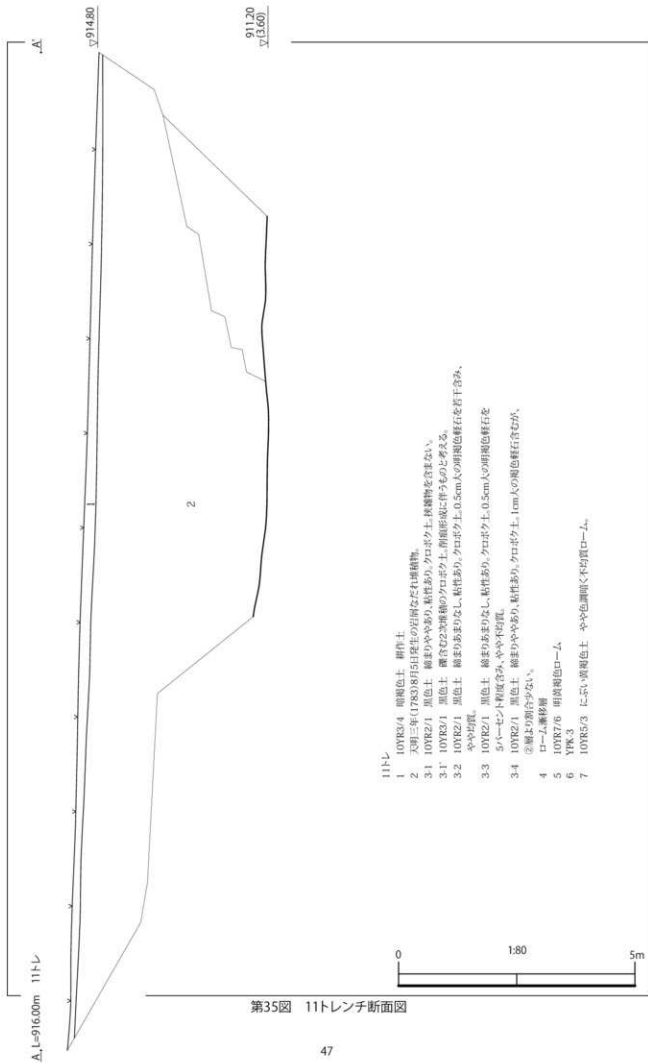 A L=916.00m 11トレ
A'
▽914.80
911.20
▽(3.60)
1
2
11トレ
1 10YR3/4 暗褐色土 耕作土
2 天明三年(1783)8月5日発生の岩屑なだれ堆積物。
3-1 10YR2/1 黒色土 締まりややあり、粘性あり。クロボク土。挟雑物を含まない。
3-1' 10YR3/1 黒色土 礫含む2次堆積のクロボク土。削痕形成に伴うものと考える。
3-2 10YR2/1 黒色土 締まりあまりなし、粘性あり。クロボク土。0.5cm大の明褐色軽石を若干含み、
やや均質。
3-3 10YR2/1 黒色土 締まりあまりなし、粘性あり。クロボク土。0.5cm大の明褐色軽石を
5パーセント程度含み、やや不均質。
3-4 10YR2/1 黒色土 締まりややあり、粘性あり。クロボク土。1cm大の褐色軽石含むが、
②層より割合少ない。
4 ローム漸移層
5 10YR7/6 明黄褐色ローム
6 YPK-3
7 10YR5/3 にぶい黄褐色土 やや色調暗く不均質ローム。
0 1:80 5m
第35図 11トレンチ断面図
47